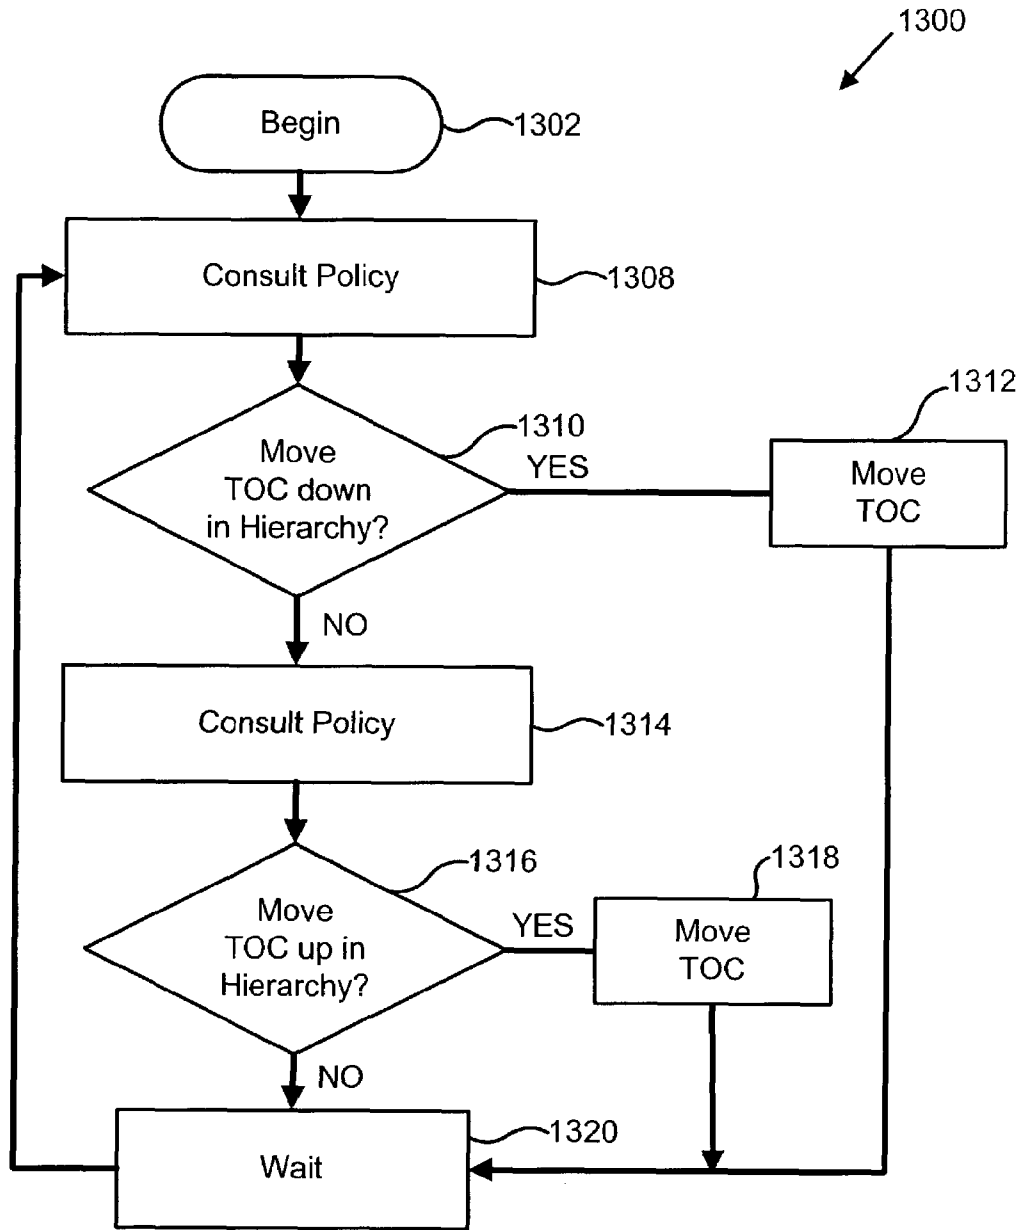 1300
Begin
1302
Consult Policy
1308
Move
TOC down
in Hierarchy?
1310
YES
1312
Move
TOC
NO
Consult Policy
1314
Move
TOC up in
Hierarchy?
1316
YES
1318
Move
TOC
NO
Wait
1320